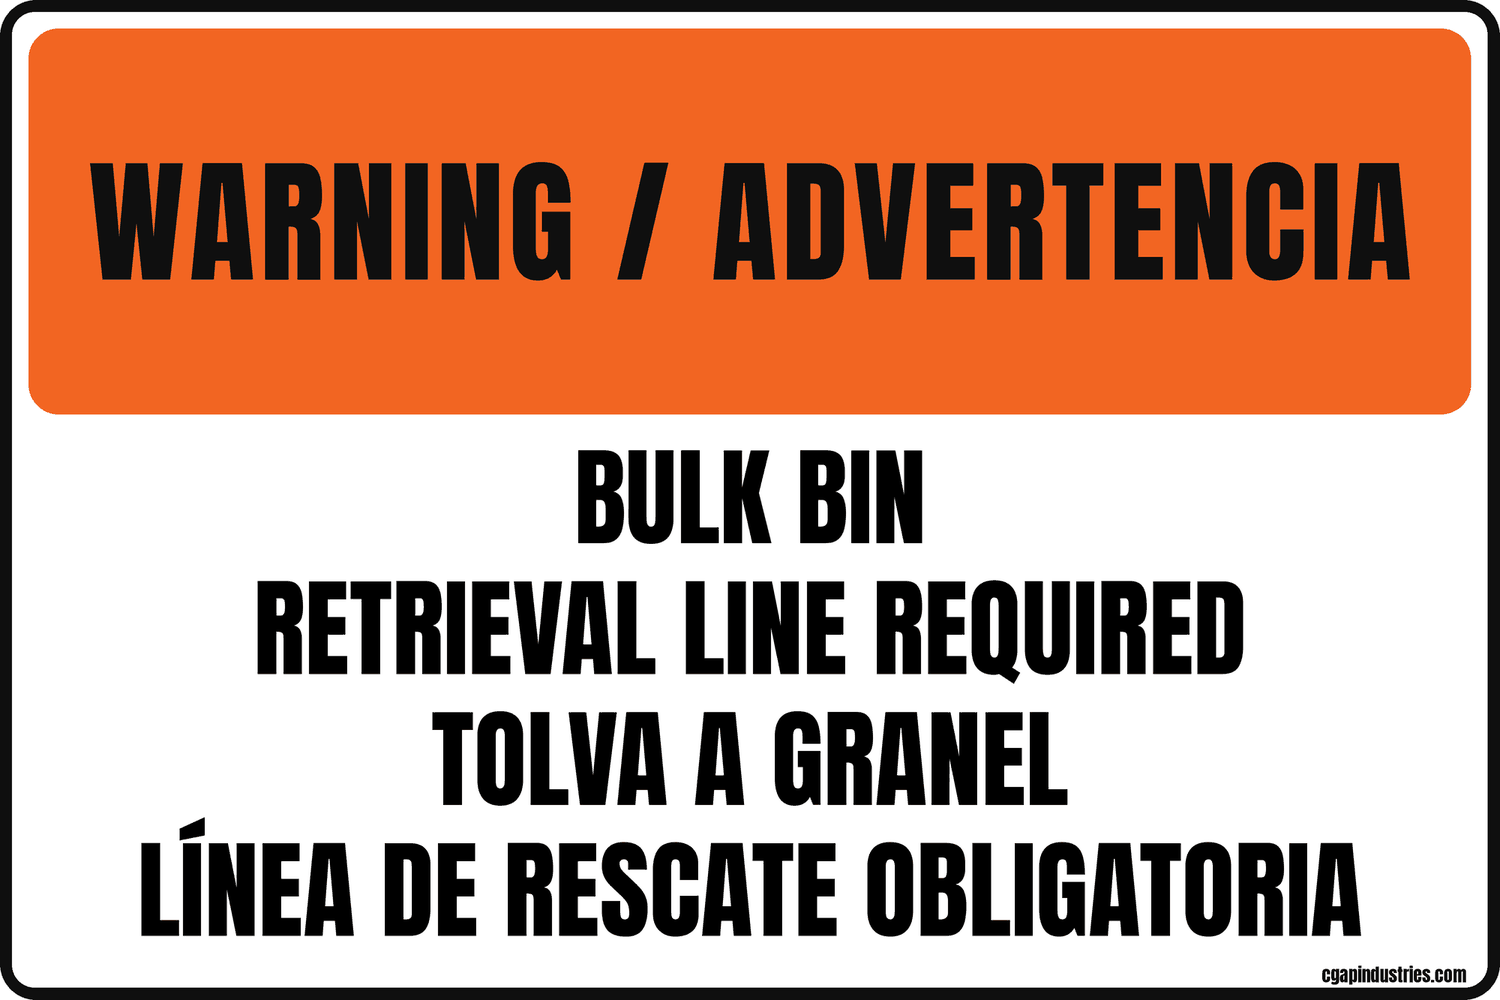 WARNING / ADVERTENCIA
BULK BIN
RETRIEVAL LINE REQUIRED
TOLVA A GRANEL
LÍNEA DE RESCATE OBLIGATORIA
cgapindustries.com